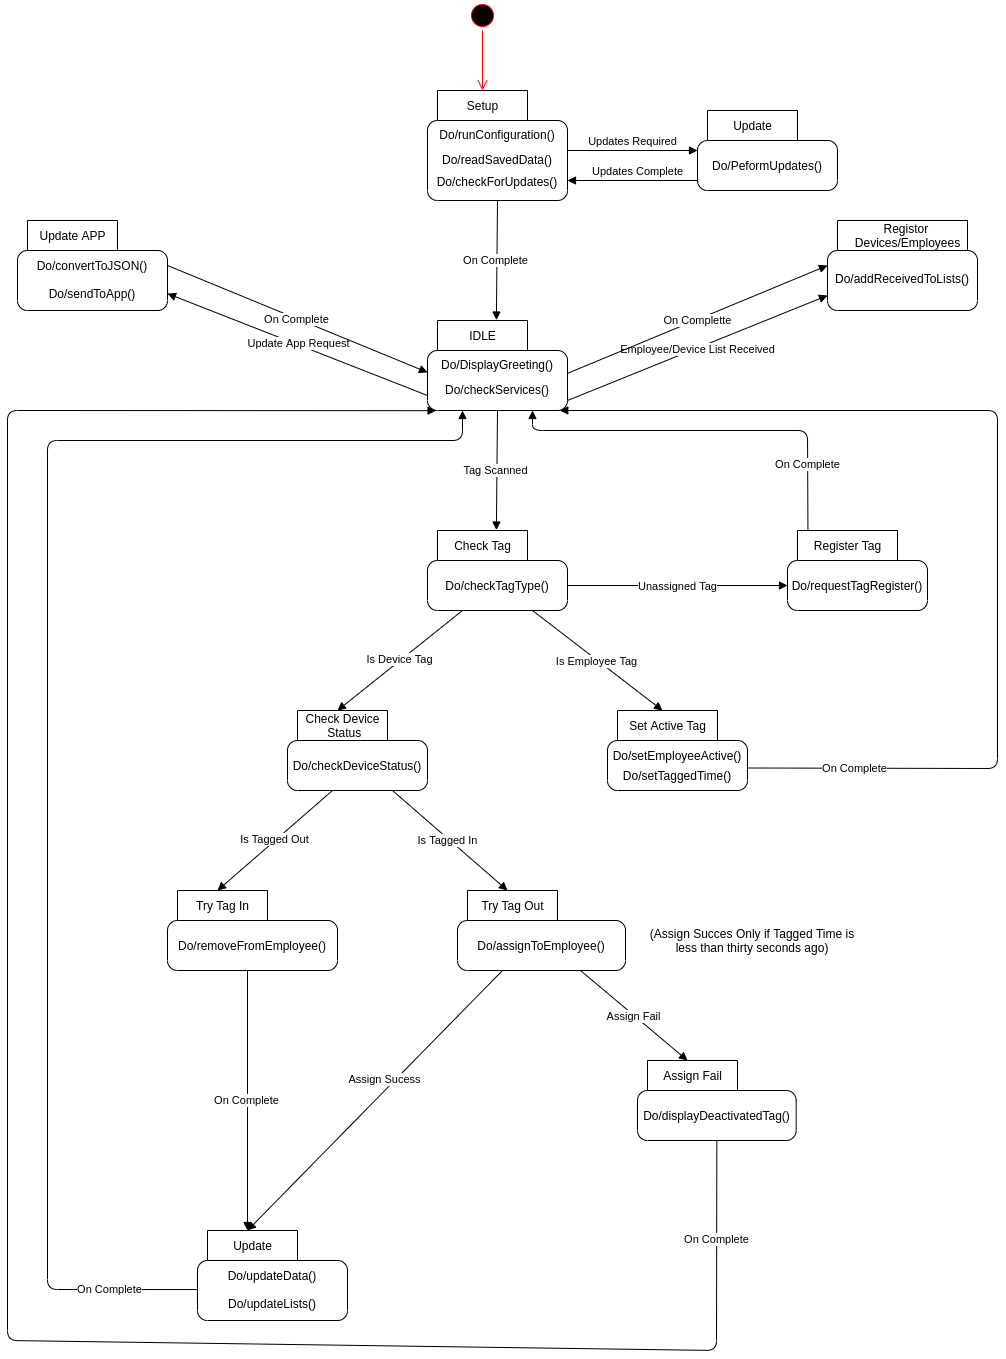 Setup
Do/runConfiguration()
Do/readSavedData()
Do/checkForUpdates()
Updates Required
Updates Complete
Update
Do/PeformUpdates()
On Complete
Update APP
Do/convertToJSON()
Do/sendToApp()
On Complete
Update App Request
IDLE
Do/DisplayGreeting()
Do/checkServices()
Registor
Devices/Employees
Do/addReceivedToLists()
On Complette
Employee/Device List Received
Tag Scanned
On Complete
Check Tag
Do/checkTagType()
Unassigned Tag
Register Tag
Do/requestTagRegister()
Is Device Tag
Is Employee Tag
Check Device
Status
Do/checkDeviceStatus()
Set Active Tag
Do/setEmployeeActive()
Do/setTaggedTime()
On Complete
Is Tagged Out
Is Tagged In
Try Tag In
Do/removeFromEmployee()
Try Tag Out
Do/assignToEmployee()
(Assign Succes Only if Tagged Time is
less than thirty seconds ago)
Assign Fail
Assign Sucess
On Complete
Assign Fail
Do/displayDeactivatedTag()
On Complete
Update
Do/updateData()
Do/updateLists()
On Complete